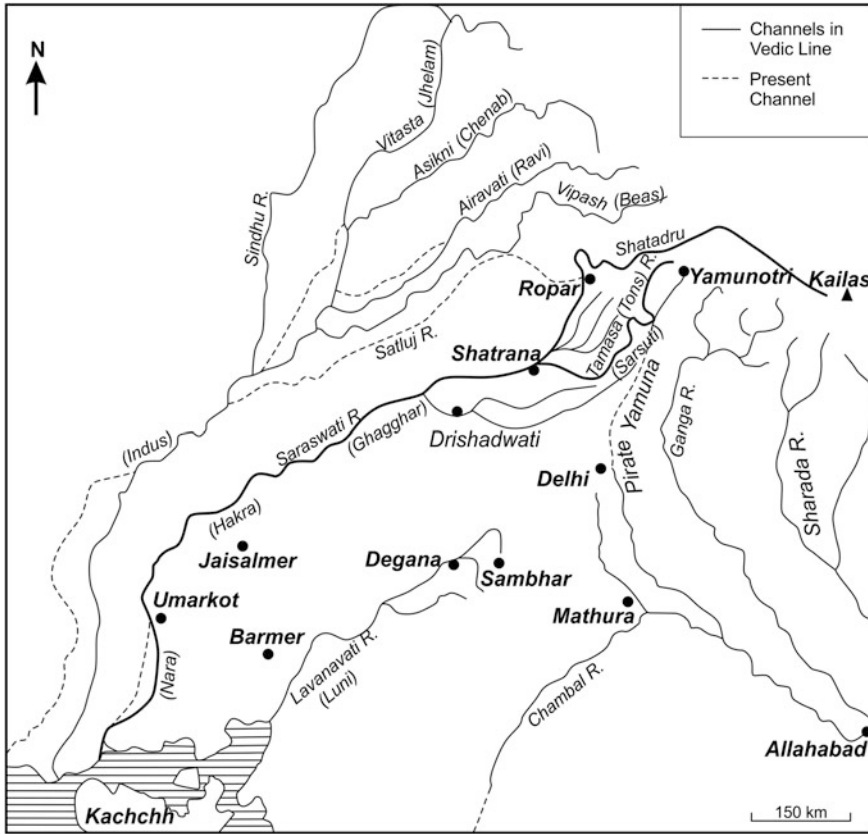 N
Channels in
Vedic Line
Present
Channel
Vitasta (Jhelam)
Asikni (Chenab)
Airavati (Ravi)
Vipash (Beas)
Sindhu R.
Shatadru
Ropar
Tamasa (Tons) R.
Yamunotri
Kailas
Satluj R.
Shatrana
(Sarsuti)
Saraswati R.
(Ghagghar)
Drishadwati
Pirate Yamuna
Ganga R.
Sharada R.
(Indus)
Delhi
(Hakra)
Jaisalmer
Degana
Sambhar
Umarkot
Mathura
Barmer
(Nara)
Lavanavati R.
(Luni)
Chambal R.
Allahabad
Kachchh
150 km